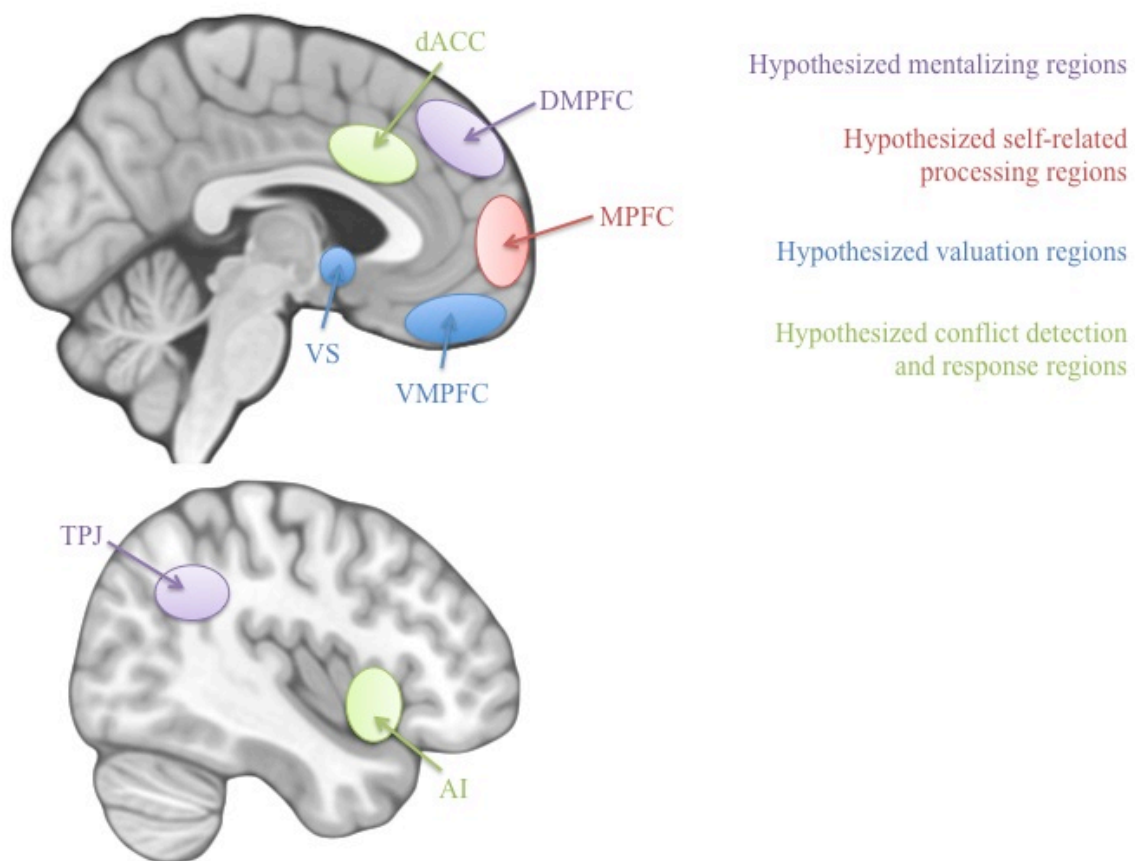 dACC
DMPFC
MPFC
VS
VMPFC
Hypothesized mentalizing regions
Hypothesized self-related
processing regions
Hypothesized valuation regions
Hypothesized conflict detection
and response regions
TPJ
AI